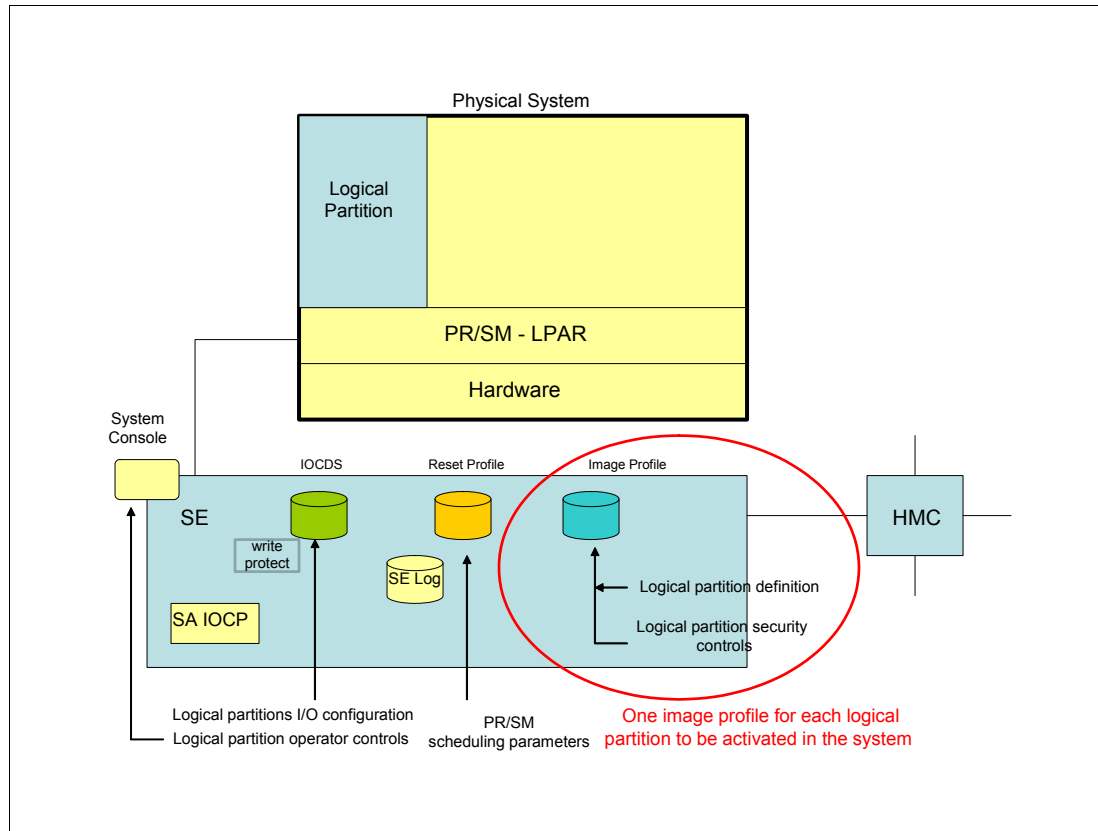 Physical System
Logical
Partition
PR/SM - LPAR
Hardware
System
Console
IOCDS
Reset Profile
Image Profile
SE
HMC
write
protect
SE Log
Logical partition definition
SA IOCP
Logical partition security
controls
Logical partitions I/O configuration
Logical partition operator controls
PR/SM
scheduling parameters
One image profile for each logical
partition to be activated in the system